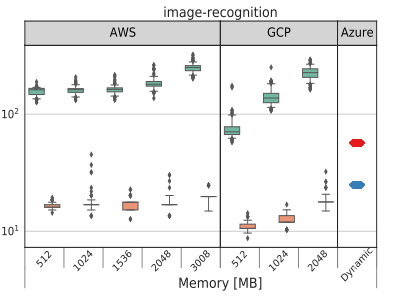 image-recognition
AWS GCP Azure
10²
10¹
512 1024 1536 2048 3008 512 1024 2048 Dynamic
Memory [MB]